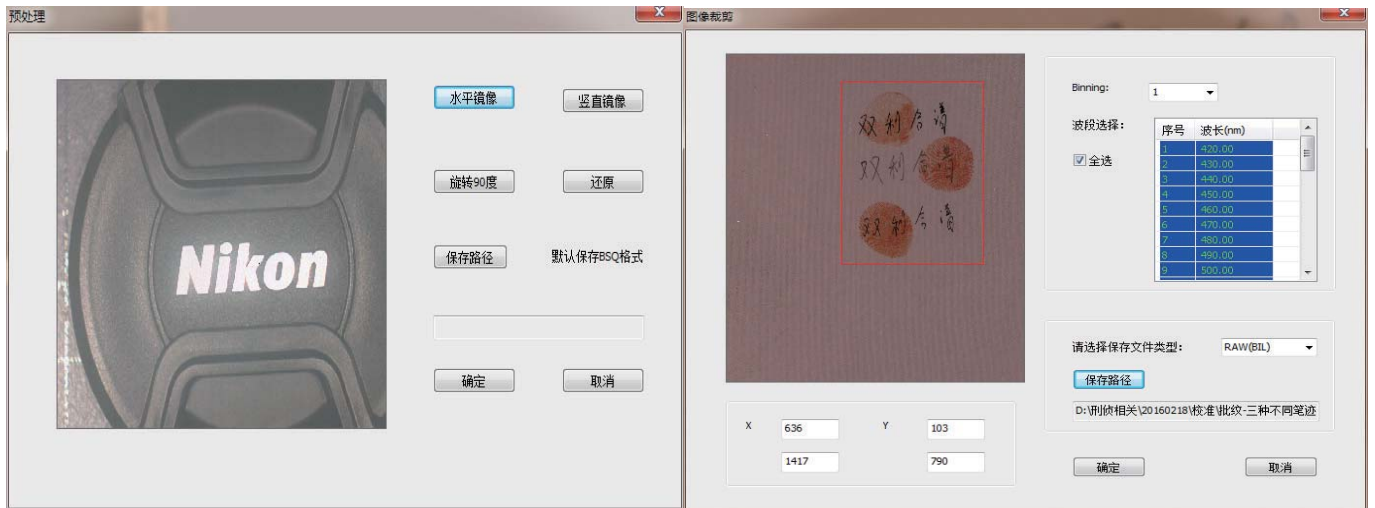 预处理
水平镜像
竖直镜像
旋转90度
还原
保存路径
默认保存BSQ格式
确定
取消
Nikon
图像裁剪
双利合谱
双利合谱
双利合谱
X
636
Y
103
1417
790
Binning:
1
波段选择:
全选
序号 波长(nm)
1 420.00
2 430.00
3 440.00
4 450.00
5 460.00
6 470.00
7 480.00
8 490.00
9 500.00
请选择保存文件类型:
RAW(BIL)
保存路径
D:\刑侦相关\20160218\校准\批纹-三种不同笔迹
确定
取消